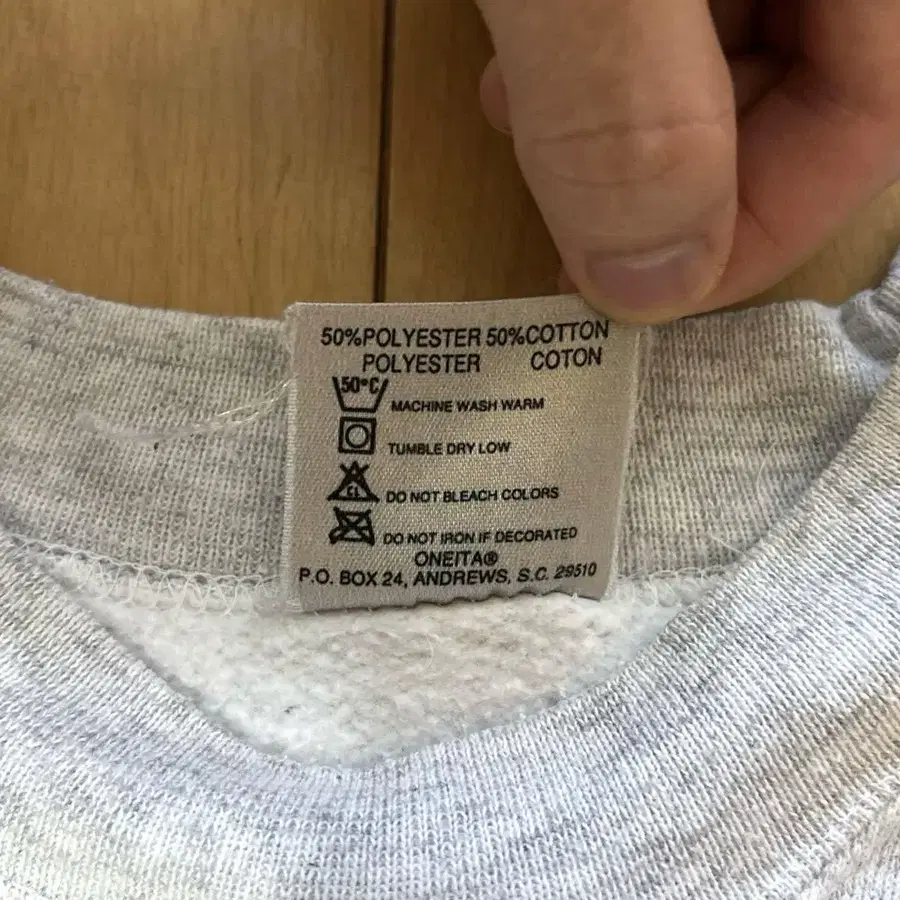 50%POLYESTER 50%COTTON
POLYESTER COTON
50°C MACHINE WASH WARM
TUMBLE DRY LOW
CL DO NOT BLEACH COLORS
DO NOT IRON IF DECORATED
ONEITA®
P.O. BOX 24, ANDREWS, S.C. 29510